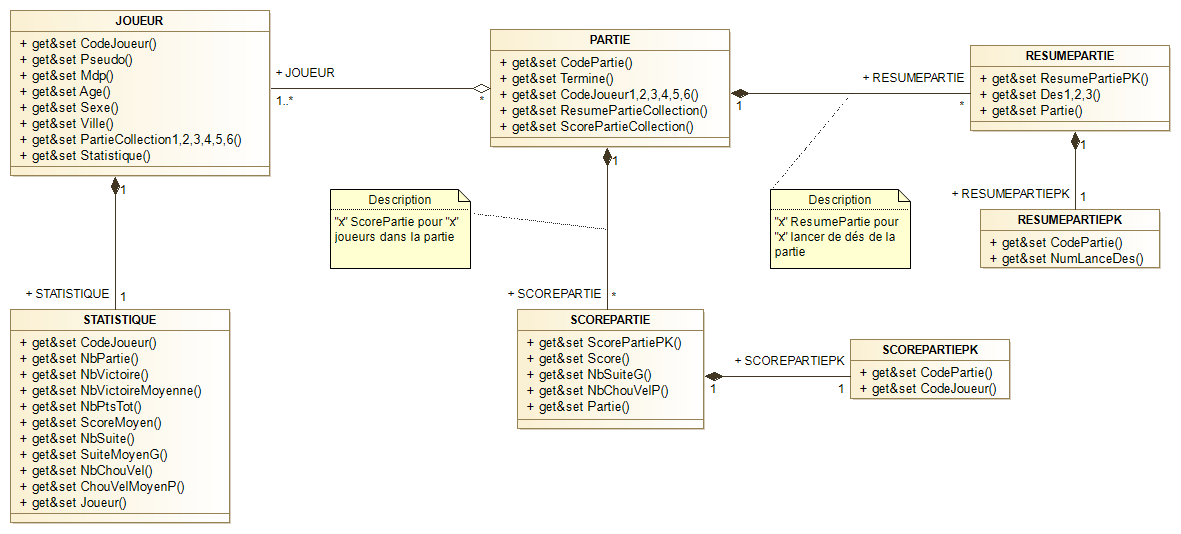 JOUEUR
+ get&set CodeJoueur()
+ get&set Pseudo()
+ get&set Mdp()
+ get&set Age()
+ get&set Sexe()
+ get&set Ville()
+ get&set PartieCollection1,2,3,4,5,6()
+ get&set Statistique()
+ JOUEUR
1..*
*
PARTIE
+ get&set CodePartie()
+ get&set Termine()
+ get&set CodeJoueur1,2,3,4,5,6()
+ get&set ResumePartieCollection()
+ get&set ScorePartieCollection()
1
+ RESUMEPARTIE
*
RESUMEPARTIE
+ get&set ResumePartiePK()
+ get&set Des1,2,3()
+ get&set Partie()
1
+ RESUMEPARTIEPK
1
RESUMEPARTIEPK
+ get&set CodePartie()
+ get&set NumLanceDes()
1
1
Description
"x" ScorePartie pour "x"
joueurs dans la partie
Description
"x" ResumePartie pour
"x" lancer de dés de la
partie
+ STATISTIQUE
1
STATISTIQUE
+ get&set CodeJoueur()
+ get&set NbPartie()
+ get&set NbVictoire()
+ get&set NbVictoireMoyenne()
+ get&set NbPtsTot()
+ get&set ScoreMoyen()
+ get&set NbSuite()
+ get&set SuiteMoyenG()
+ get&set NbChouVel()
+ get&set ChouVelMoyenP()
+ get&set Joueur()
+ SCOREPARTIE
*
SCOREPARTIE
+ get&set ScorePartiePK()
+ get&set Score()
+ get&set NbSuiteG()
+ get&set NbChouVelP()
+ get&set Partie()
1
+ SCOREPARTIEPK
1
SCOREPARTIEPK
+ get&set CodePartie()
+ get&set CodeJoueur()